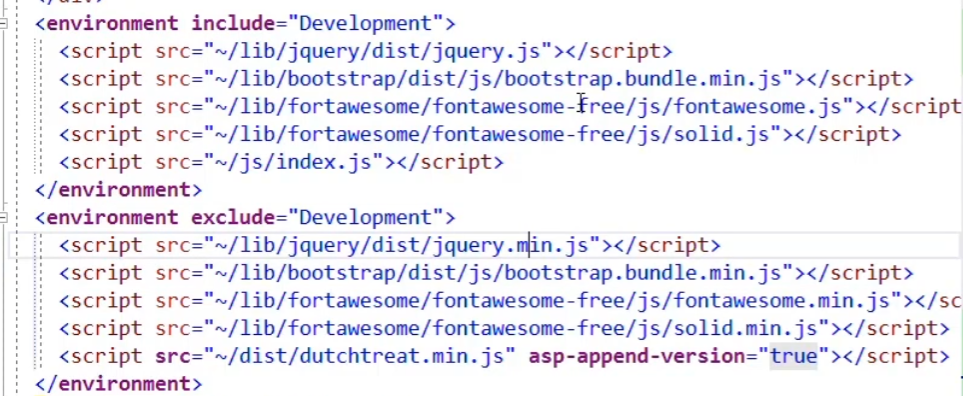 </div>
<environment include="Development">
<script src="~/lib/jquery/dist/jquery.js"></script>
<script src="~/lib/bootstrap/dist/js/bootstrap.bundle.min.js"></script>
<script src="~/lib/fortawesome/fontawesome-free/js/fontawesome.js"></script
<script src="~/lib/fortawesome/fontawesome-free/js/solid.js"></script>
<script src="~/js/index.js"></script>
</environment>
<environment exclude="Development">
<script src="~/lib/jquery/dist/jquery.min.js"></script>
<script src="~/lib/bootstrap/dist/js/bootstrap.bundle.min.js"></script>
<script src="~/lib/fortawesome/fontawesome-free/js/fontawesome.min.js"></sc
<script src="~/lib/fortawesome/fontawesome-free/js/solid.min.js"></script>
<script src="~/dist/dutchtreat.min.js" asp-append-version="true"></script>
</environment>